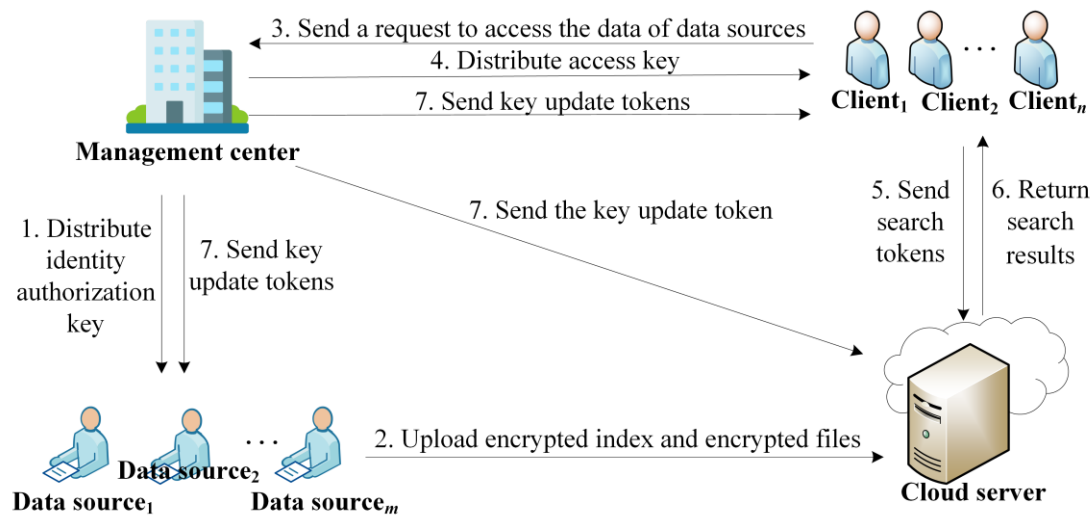 3. Send a request to access the data of data sources
4. Distribute access key
7. Send key update tokens
Client₁ Client₂ ... Clientₙ
Management center
1. Distribute
identity
authorization
key
7. Send key
update tokens
7. Send the key update token
5. Send
search
tokens
6. Return
search
results
...
2. Upload encrypted index and encrypted files
Data source₂
Data source₁
Data sourceₘ
Cloud server